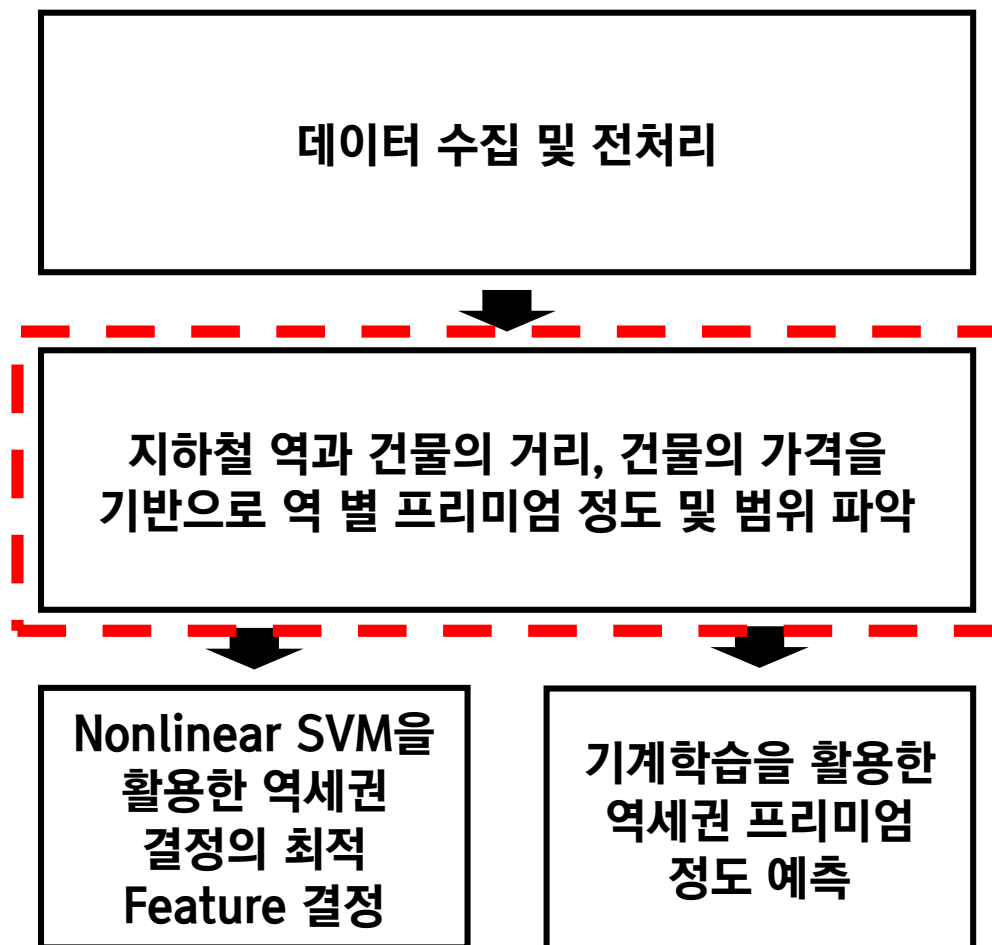 데이터 수집 및 전처리
지하철 역과 건물의 거리, 건물의 가격을
기반으로 역 별 프리미엄 정도 및 범위 파악
Nonlinear SVM을
활용한 역세권
결정의 최적
Feature 결정
기계학습을 활용한
역세권 프리미엄
정도 예측